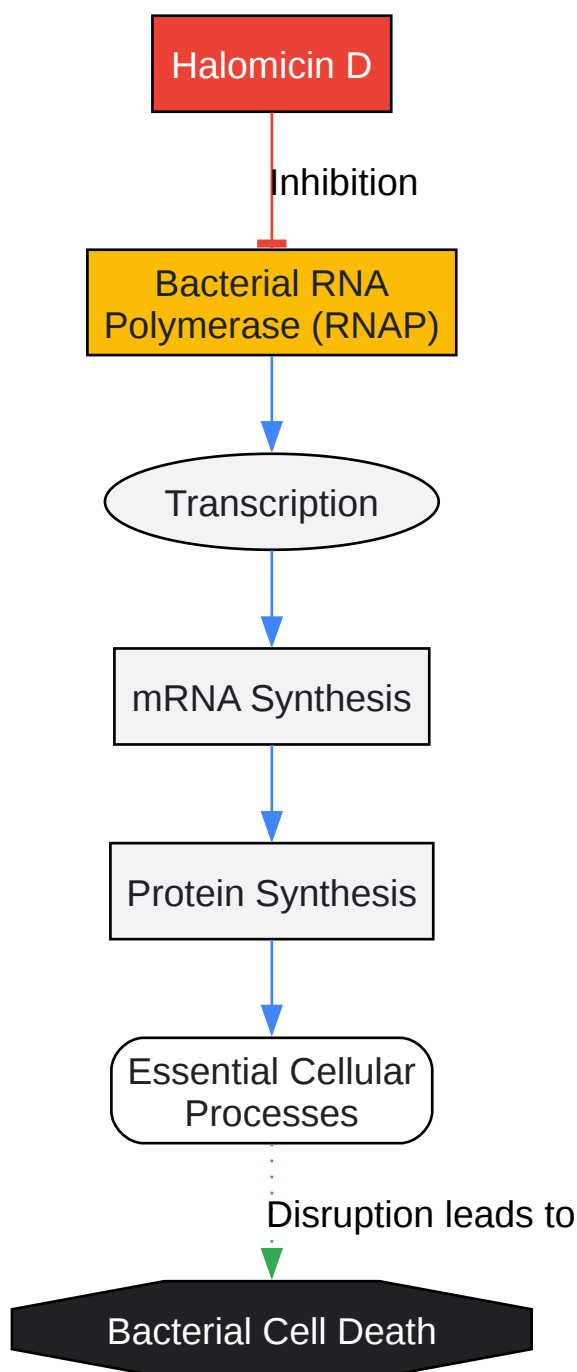 Halomicin D
Inhibition
Bacterial RNA
Polymerase (RNAP)
Transcription
mRNA Synthesis
Protein Synthesis
Essential Cellular
Processes
Disruption leads to
Bacterial Cell Death